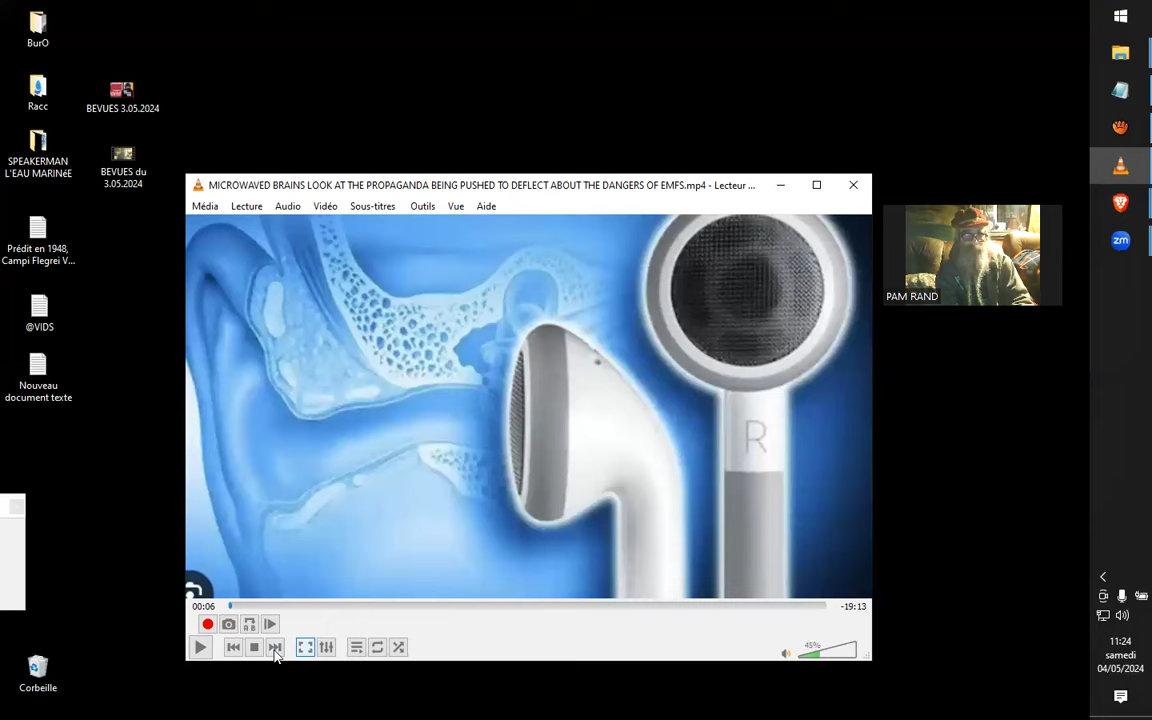 BurO
Racc
BEVUES 3.05.2024
SPEAKERMAN
L'EAU MARINéE
BEVUES du
3.05.2024
Prédit en 1948,
Campi Flegrei V...
@VIDS
Nouveau
document texte
Corbeille
MICROWAVED BRAINS LOOK AT THE PROPAGANDA BEING PUSHED TO DEFLECT ABOUT THE DANGERS OF EMFS.mp4 - Lecteur ...
Média Lecture Audio Vidéo Sous-titres Outils Vue Aide
R
00:06
-19:13
A B
45%
PAM RAND
zm
11:24
samedi
04/05/2024